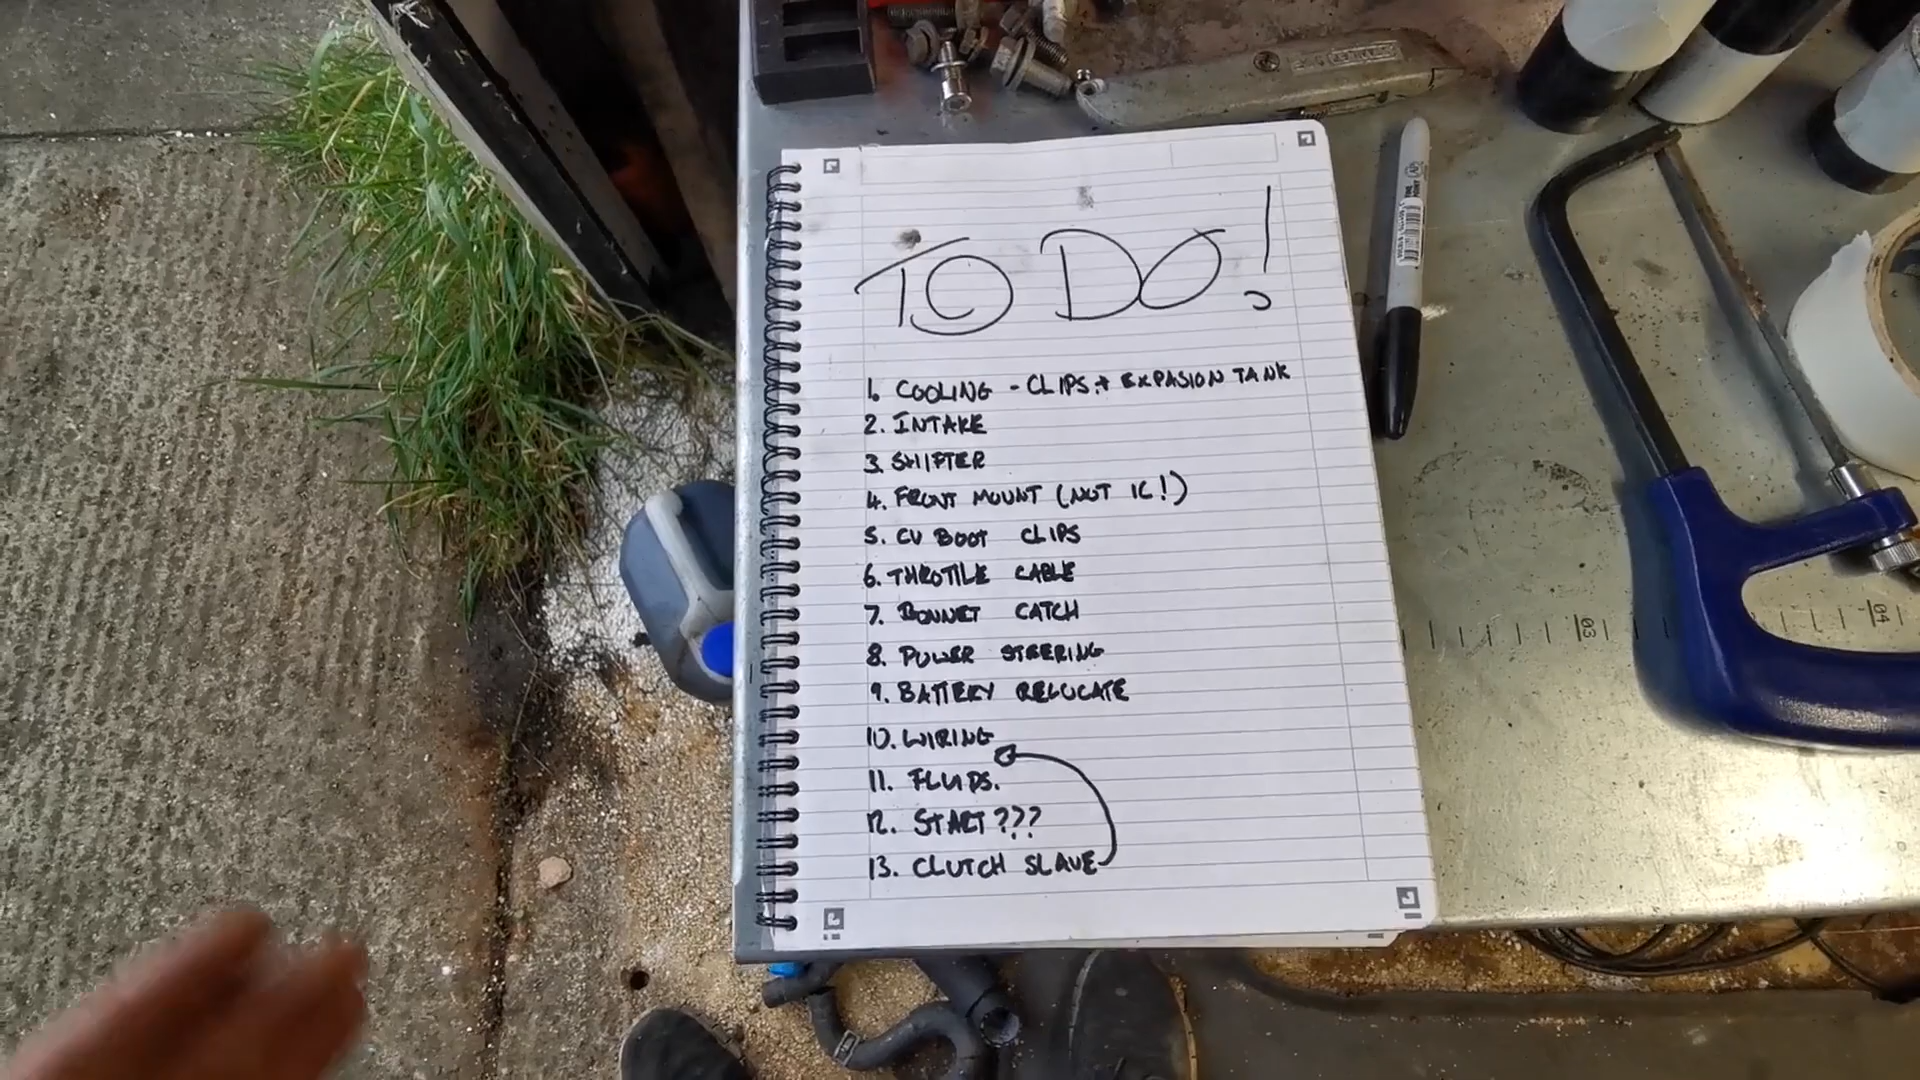 TO DO!
1. COOLING - CLIPS + EXPASION TANK
2. INTAKE
3. SHIFTER
4. FRONT MOUNT (NOT IC!)
5. CV BOOT CLIPS
6. THROTTLE CABLE
7. BONNET CATCH
8. POWER STEERING
9. BATTERY RELOCATE
10. WIRING
11. FLUIDS.
12. START???
13. CLUTCH SLAVE
03
04